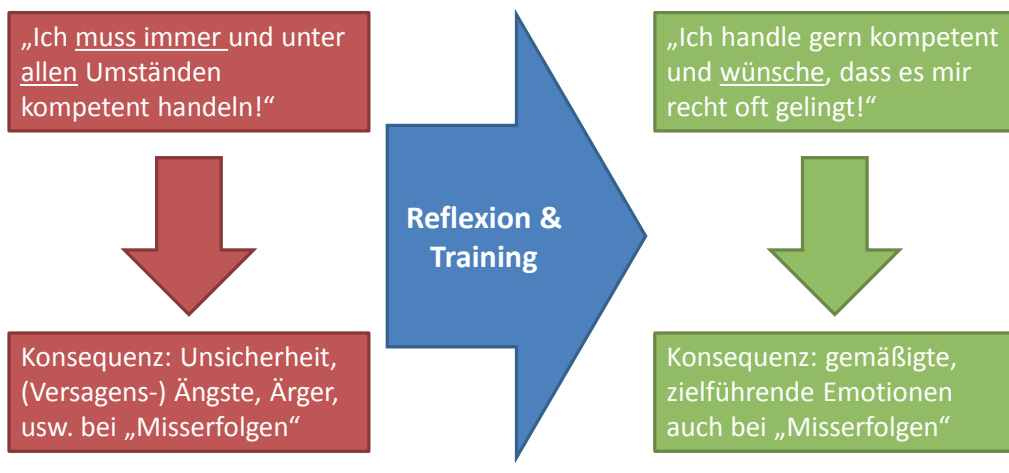 „Ich muss immer und unter
allen Umständen
kompetent handeln!“
Konsequenz: Unsicherheit,
(Versagens-) Ängste, Ärger,
usw. bei „Misserfolgen“
Reflexion &
Training
„Ich handle gern kompetent
und wünsche, dass es mir
recht oft gelingt!“
Konsequenz: gemäßigte,
zielführende Emotionen
auch bei „Misserfolgen“